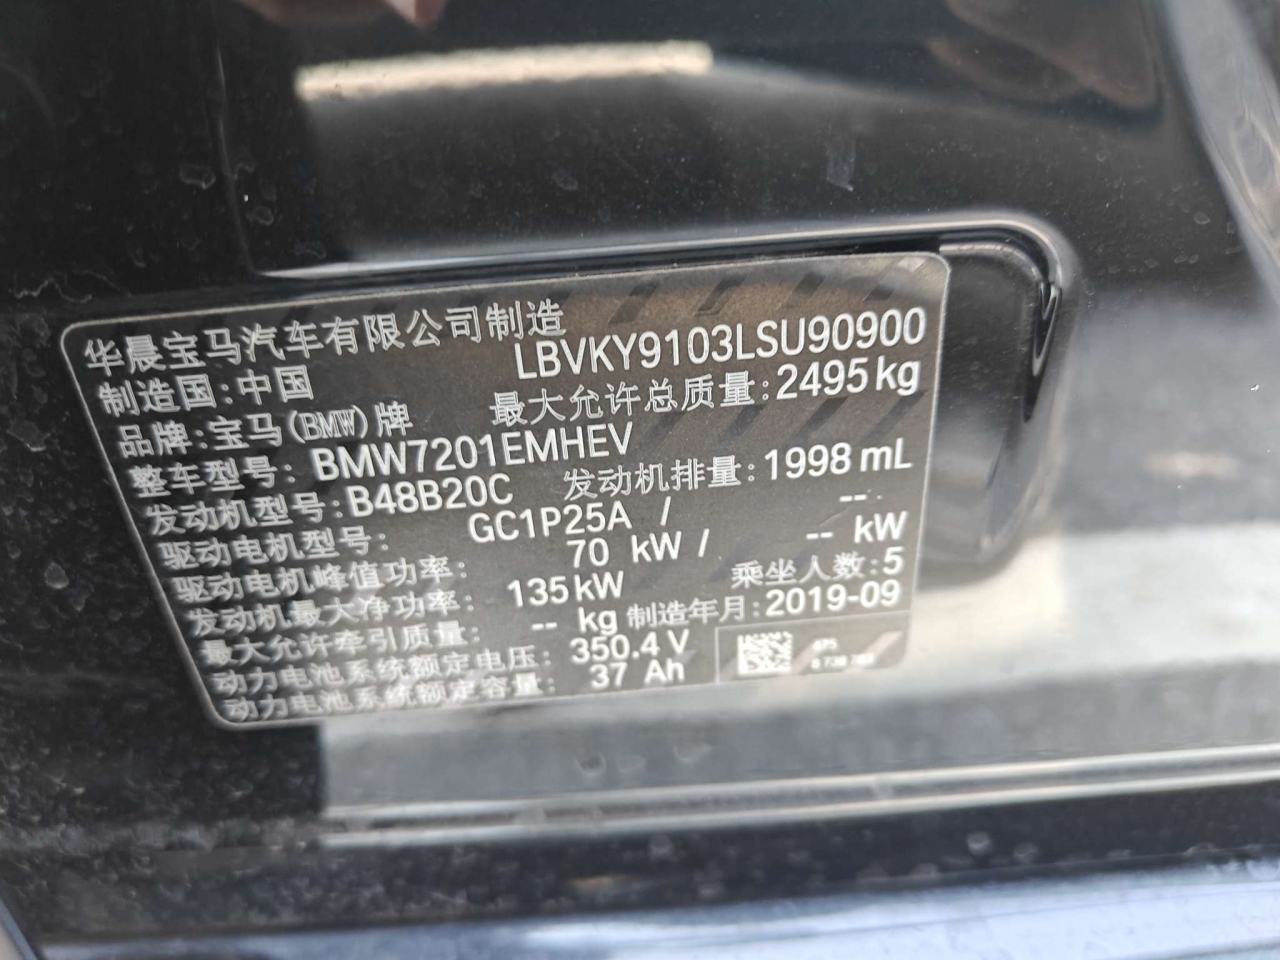 华晨宝马汽车有限公司制造
LBVKY9103LSU90900
制造国:中国
最大允许总质量:2495kg
品牌:宝马(BMW)牌
整车型号: BMW7201EMHEV
发动机型号:B48B20C 发动机排量:1998 mL
驱动电机型号: GC1P25A / --
驱动电机峰值功率: 70 kW / -- kW
发动机最大净功率: 135kW 乘坐人数:5
最大允许牵引质量: -- kg 制造年月:2019-09
动力电池系统额定电压: 350.4 V
动力电池系统额定容量: 37 Ah